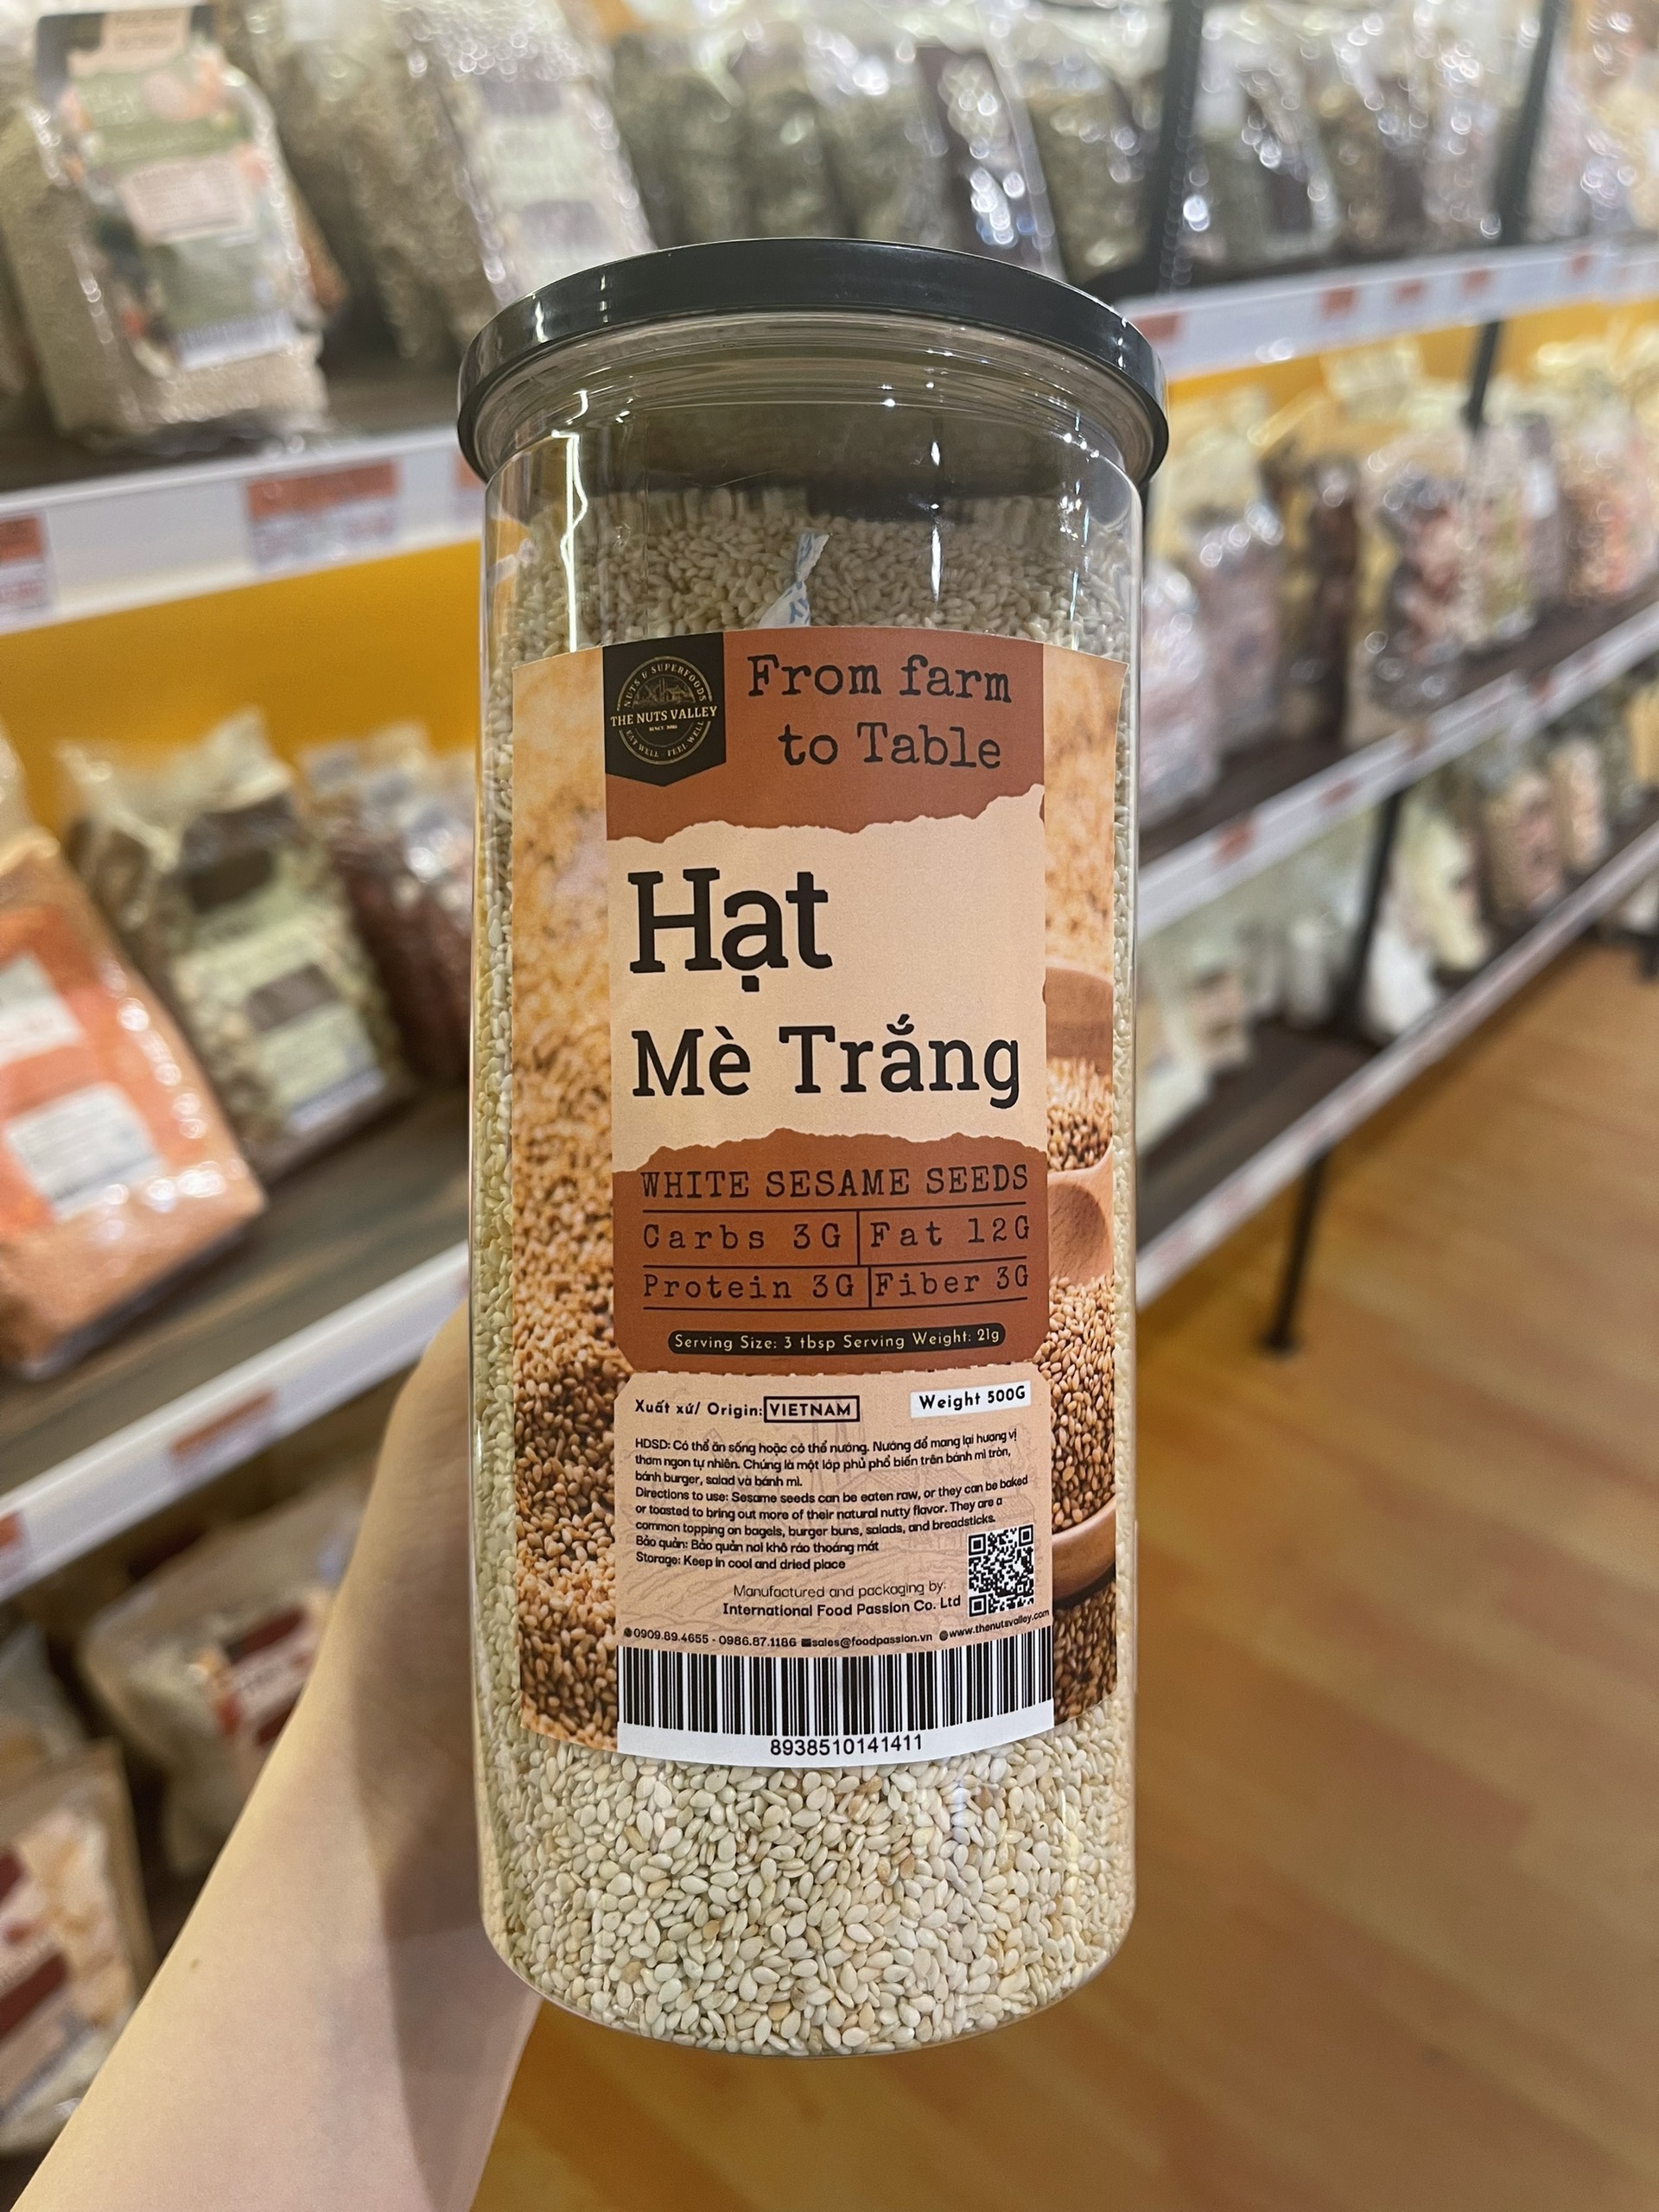 NUTS & SUPERFOODS
THE NUTS VALLEY
EAT WELL - FEEL WELL
From farm
to Table
Hạt
Mè Trắng
WHITE SESAME SEEDS
Carbs 3G Fat 12G
Protein 3G Fiber 3G
Serving Size: 3 tbsp Serving Weight: 21g
Xuất xứ/ Origin: VIETNAM Weight 500G
HDSD: Có thể ăn sống hoặc có thể nướng. Nướng để mang lại hương vị
thơm ngon tự nhiên. Chúng là một lớp phủ phổ biến trên bánh mì tròn,
bánh burger, salad và bánh mì.
Directions to use: Sesame seeds can be eaten raw, or they can be baked
or toasted to bring out more of their natural nutty flavor. They are a
common topping on bagels, burger buns, salads, and breadsticks.
Bảo quản: Bảo quản nơi khô ráo thoáng mát
Storage: Keep in cool and dried place
Manufactured and packaging by:
International Food Passion Co. Ltd
0909.89.4655 - 0986.87.1186 sales@foodpassion.vn www.thenutsvalley.com
8938510141411